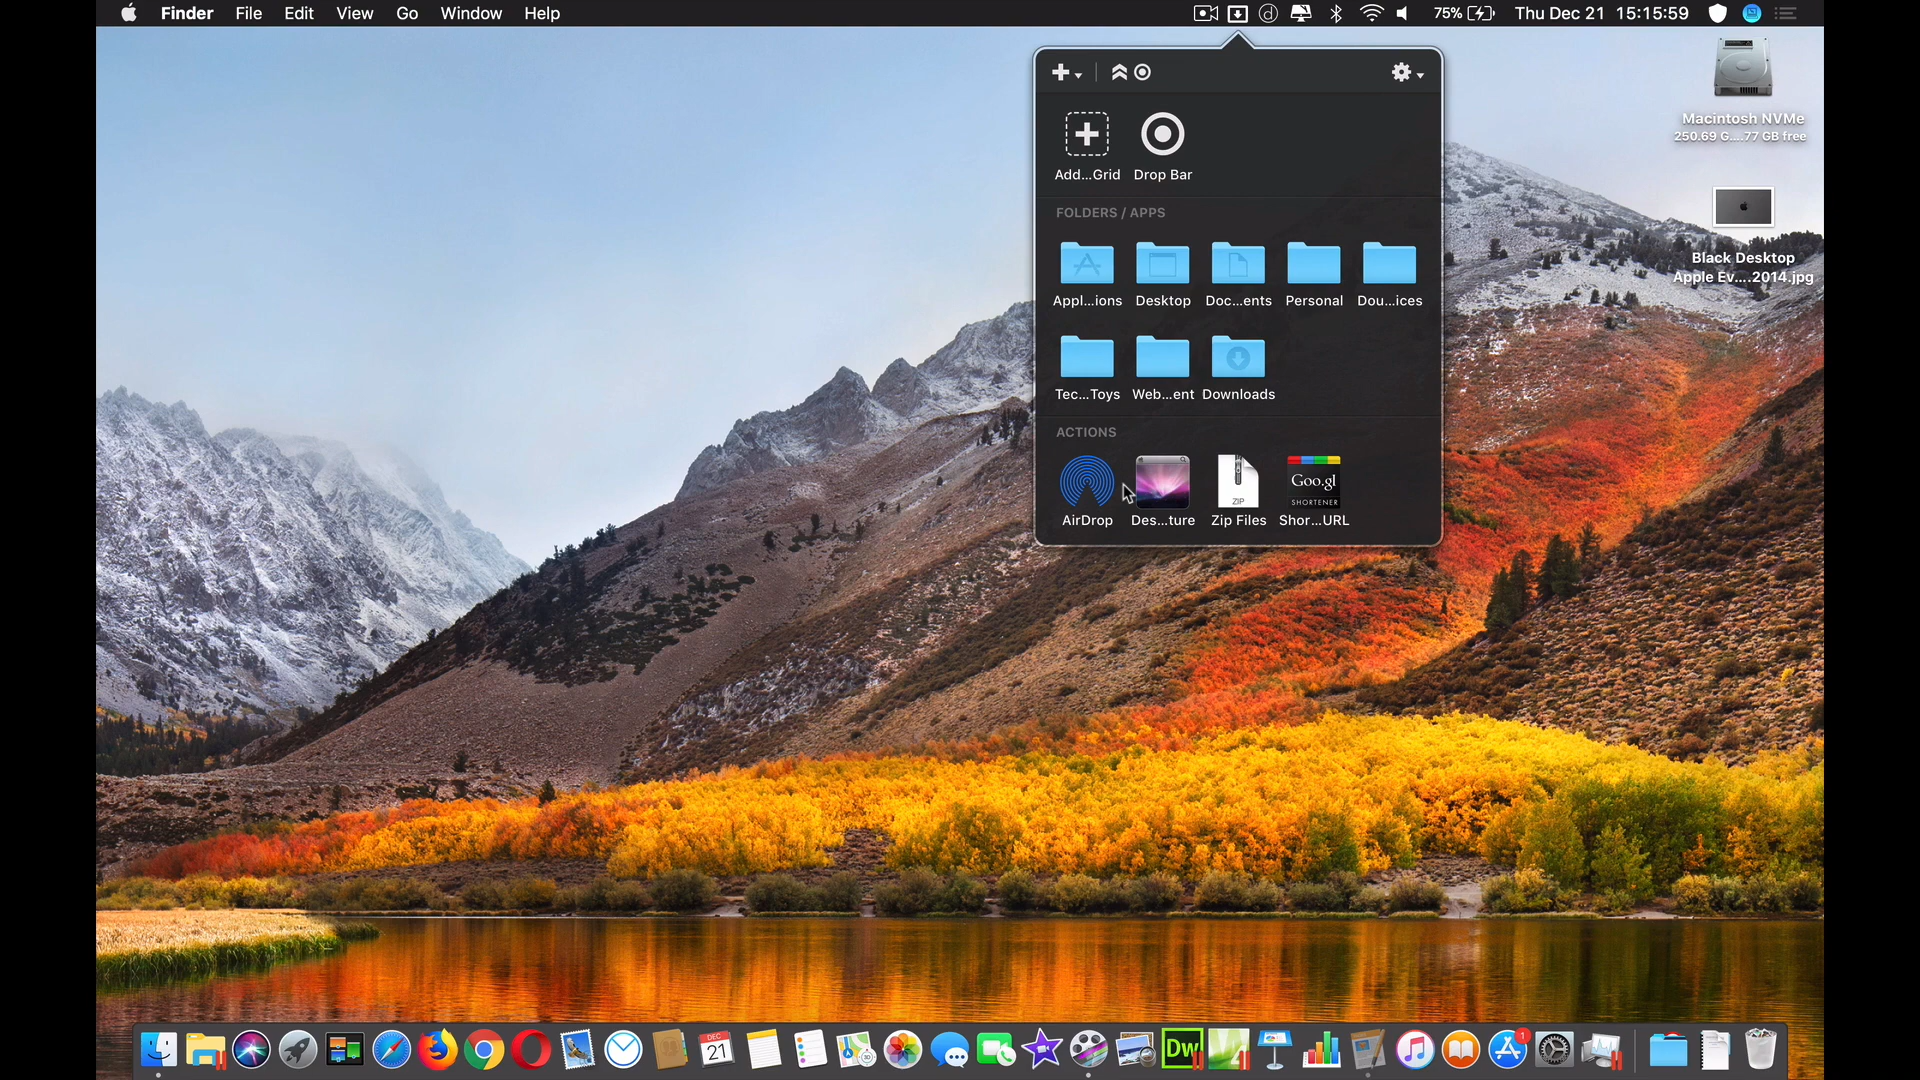 Finder File Edit View Go Window Help 75% Thu Dec 21 15:15:59
Macintosh NVMe
250.69 G....77 GB free
Black Desktop
Apple Ev....2014.jpg
Add...Grid Drop Bar
FOLDERS / APPS
Appl...ions Desktop Doc...ents Personal Dou...ices
Tec...Toys Web...ent Downloads
ACTIONS
ZIP
Goo.gl
SHORTENER
AirDrop Des...ture Zip Files Shor...URL
DEC
21
Dw
1